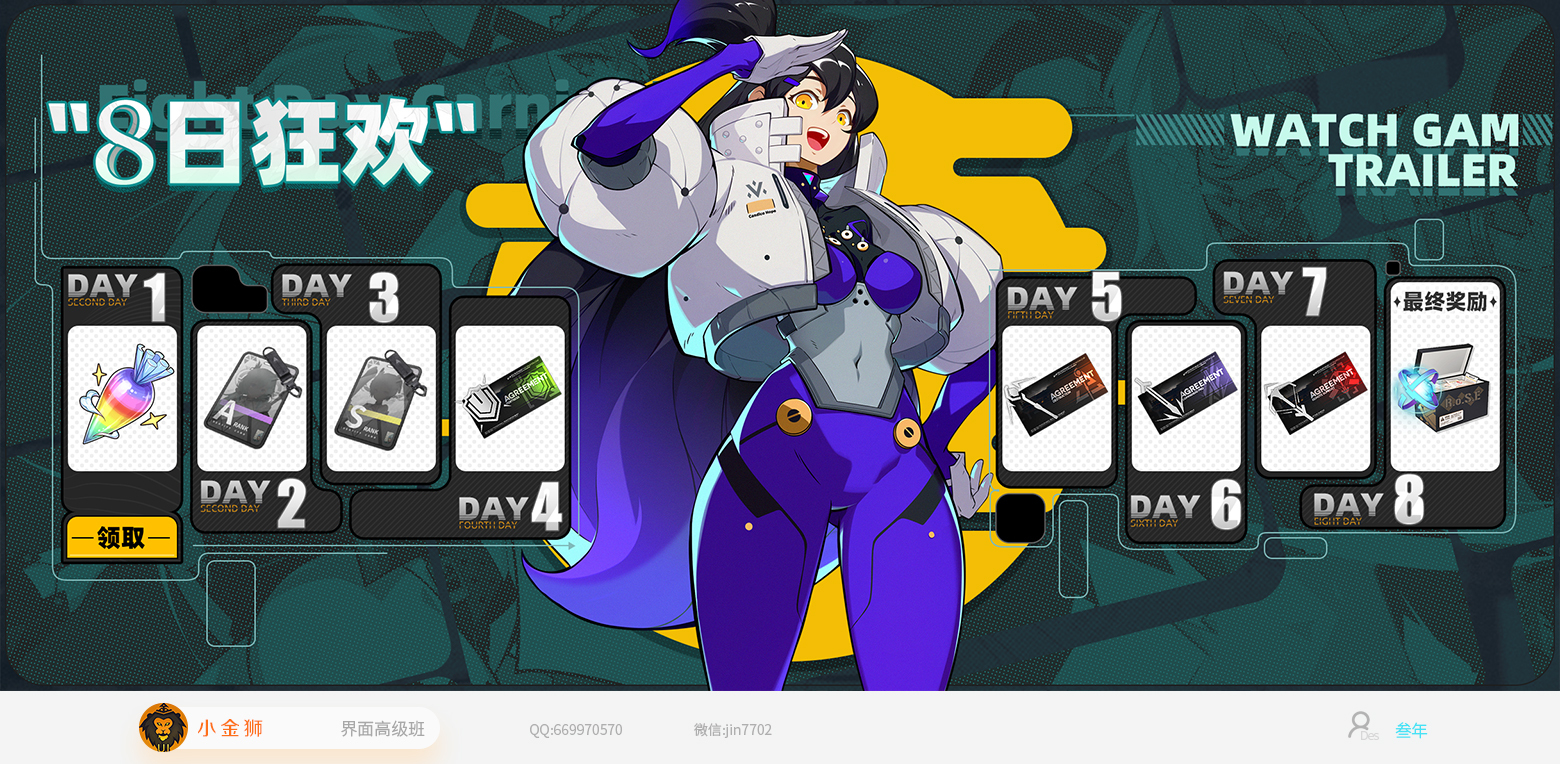 Eight Day Carni
"8日狂欢"
WATCH GAM
TRAILER
Candice Hope
DAY 1
SECOND DAY
领取
DAY 2
SECOND DAY
A RANK
DAY 3
THIRD DAY
S RANK
DAY 4
FOURTH DAY
AGREEMENT
DAY 5
FIFTH DAY
AGREEMENT
DAY 6
SIXTH DAY
AGREEMENT
DAY 7
SEVEN DAY
AGREEMENT
最终奖励
DAY 8
EIGHT DAY
小金狮
界面高级班
QQ:669970570
微信:jin7702
Des
叁年